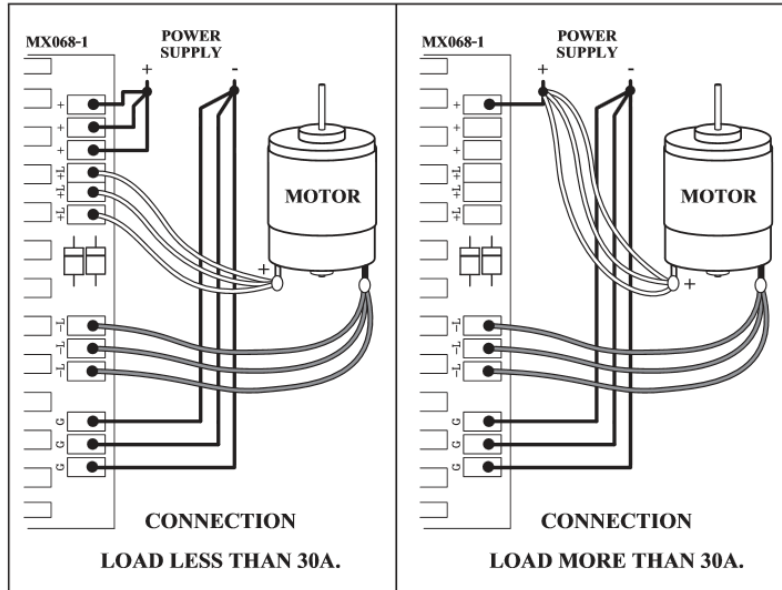 MX068-1
POWER
SUPPLY
+
-
+
+
+
+L
+L
+L
MOTOR
+
-L
-L
-L
G
G
G
CONNECTION
LOAD LESS THAN 30A.
MX068-1
POWER
SUPPLY
+
-
+
+
+
+L
+L
+L
MOTOR
+
-L
-L
-L
G
G
G
CONNECTION
LOAD MORE THAN 30A.